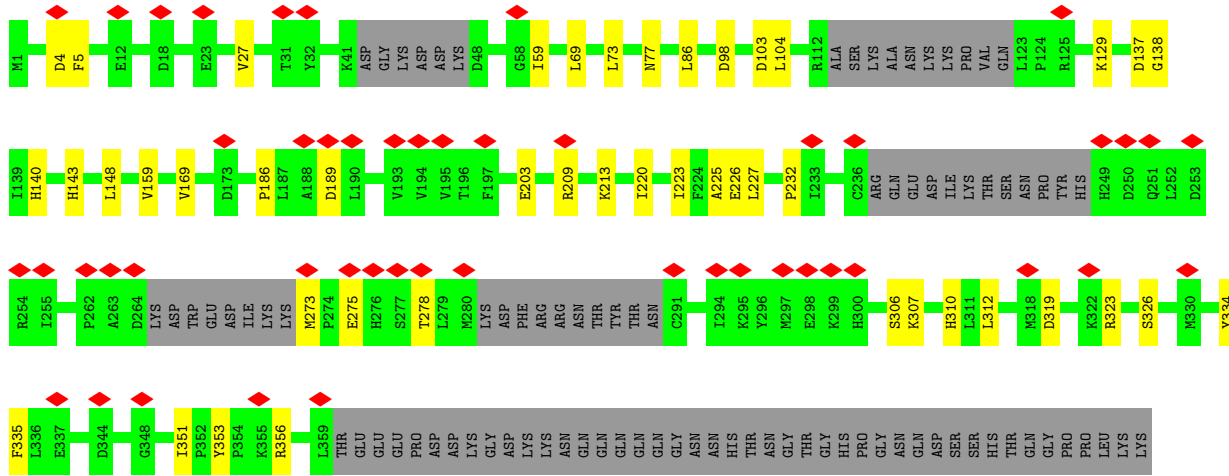 M1 D4 F5 E12 D18 E23 V27 T31 Y32 K41 ASP GLY LYS ASP ASP LYS D48 G58 I59 L69 L73 N77 L86 D98 D103 L104 R112 ALA SER LYS ALA ASN LYS LYS PRO VAL GLN L123 P124 R125 K129 D137 G138
I139 H140 H143 L148 V159 V169 D173 P186 L187 A188 D189 L190 V193 V194 V195 T196 F197 E203 R209 K213 I220 I223 F224 A225 E226 L227 P232 I233 C236 ARG GLN GLU ASP ILE LYS THR SER ASN PRO TYR HIS H249 D250 Q251 L252 D253
R254 I255 P262 A263 D264 LYS ASP TRP GLU ASP ILE LYS LYS M273 P274 E275 H276 S277 T278 L279 M280 LYS ASP PHE ARG ARG ASN THR TYR THR ASN C291 I294 K295 Y296 M297 E298 K299 H300 S306 K307 H310 L311 L312 M318 D319 K322 R323 S326 M330 Y334
F335 L336 E337 D344 G348 I351 P352 Y353 P354 K355 R356 L359 THR GLU GLU GLU PRO ASP ASP LYS GLY ASP LYS LYS ASN GLN GLN GLN GLN GLN GLN GLY ASN ASN HIS THR ASN GLY THR GLY HIS PRO GLY ASN GLN ASP SER SER HIS THR GLN GLY PRO PRO LEU LYS LYS